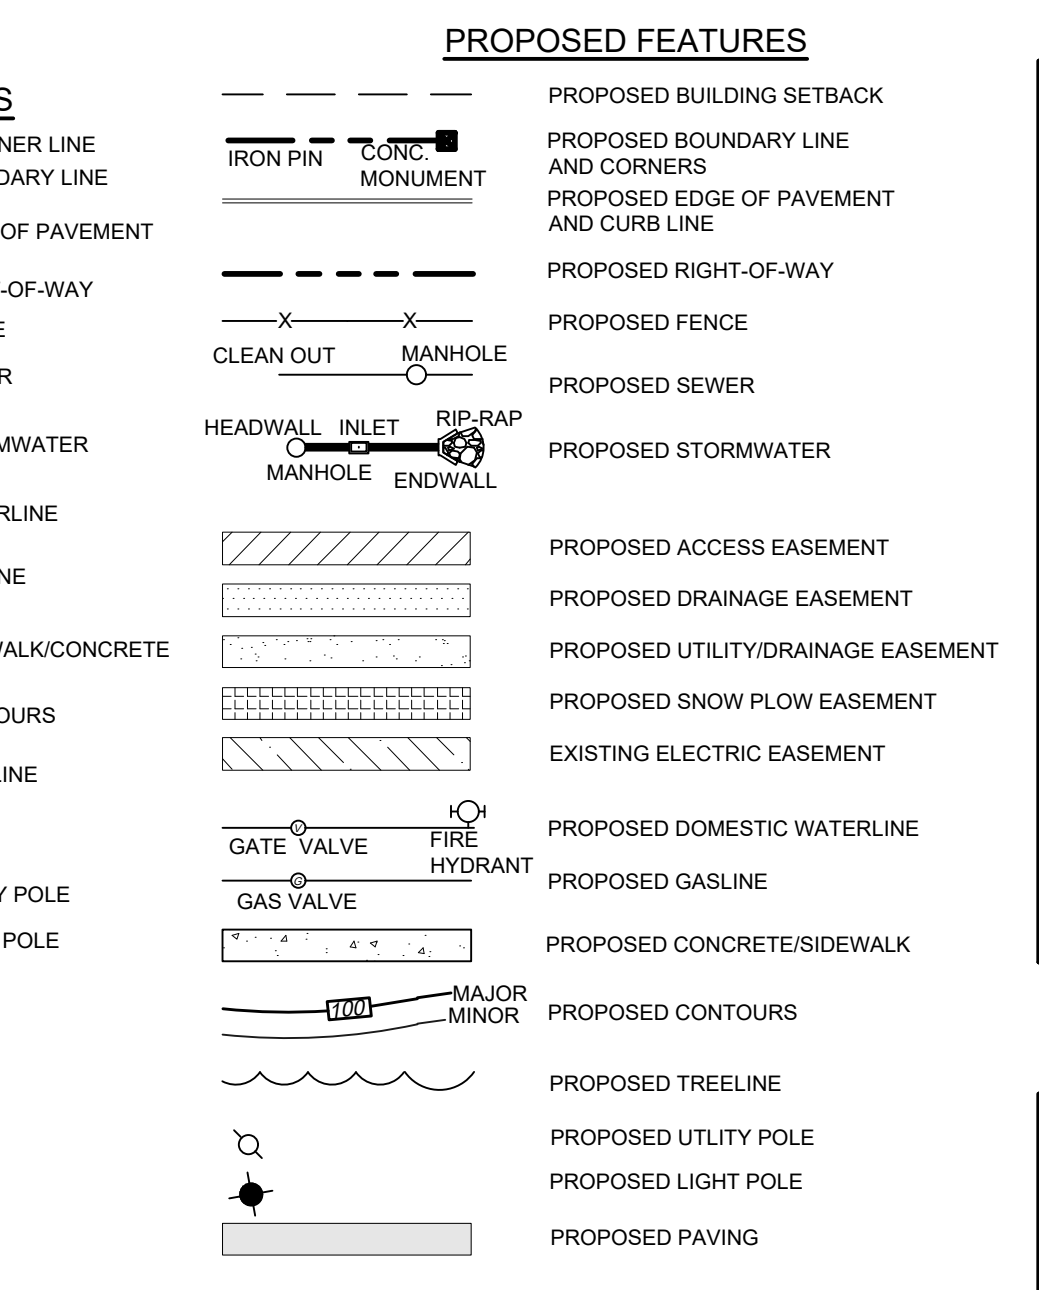 PROPOSED FEATURES
S
NER LINE
DARY LINE
OF PAVEMENT
-OF-WAY
E
R
MWATER
RLINE
NE
WALK/CONCRETE
OURS
LINE
Y POLE
POLE
PROPOSED BUILDING SETBACK
IRON PIN
CONC.
MONUMENT
PROPOSED BOUNDARY LINE
AND CORNERS
PROPOSED EDGE OF PAVEMENT
AND CURB LINE
PROPOSED RIGHT-OF-WAY
X X
PROPOSED FENCE
CLEAN OUT MANHOLE
PROPOSED SEWER
HEADWALL INLET RIP-RAP
MANHOLE ENDWALL
PROPOSED STORMWATER
PROPOSED ACCESS EASEMENT
PROPOSED DRAINAGE EASEMENT
PROPOSED UTILITY/DRAINAGE EASEMENT
PROPOSED SNOW PLOW EASEMENT
EXISTING ELECTRIC EASEMENT
V
GATE VALVE
FIRE
HYDRANT
PROPOSED DOMESTIC WATERLINE
G
GAS VALVE
PROPOSED GASLINE
PROPOSED CONCRETE/SIDEWALK
100
MAJOR
MINOR
PROPOSED CONTOURS
PROPOSED TREELINE
PROPOSED UTLITY POLE
PROPOSED LIGHT POLE
PROPOSED PAVING